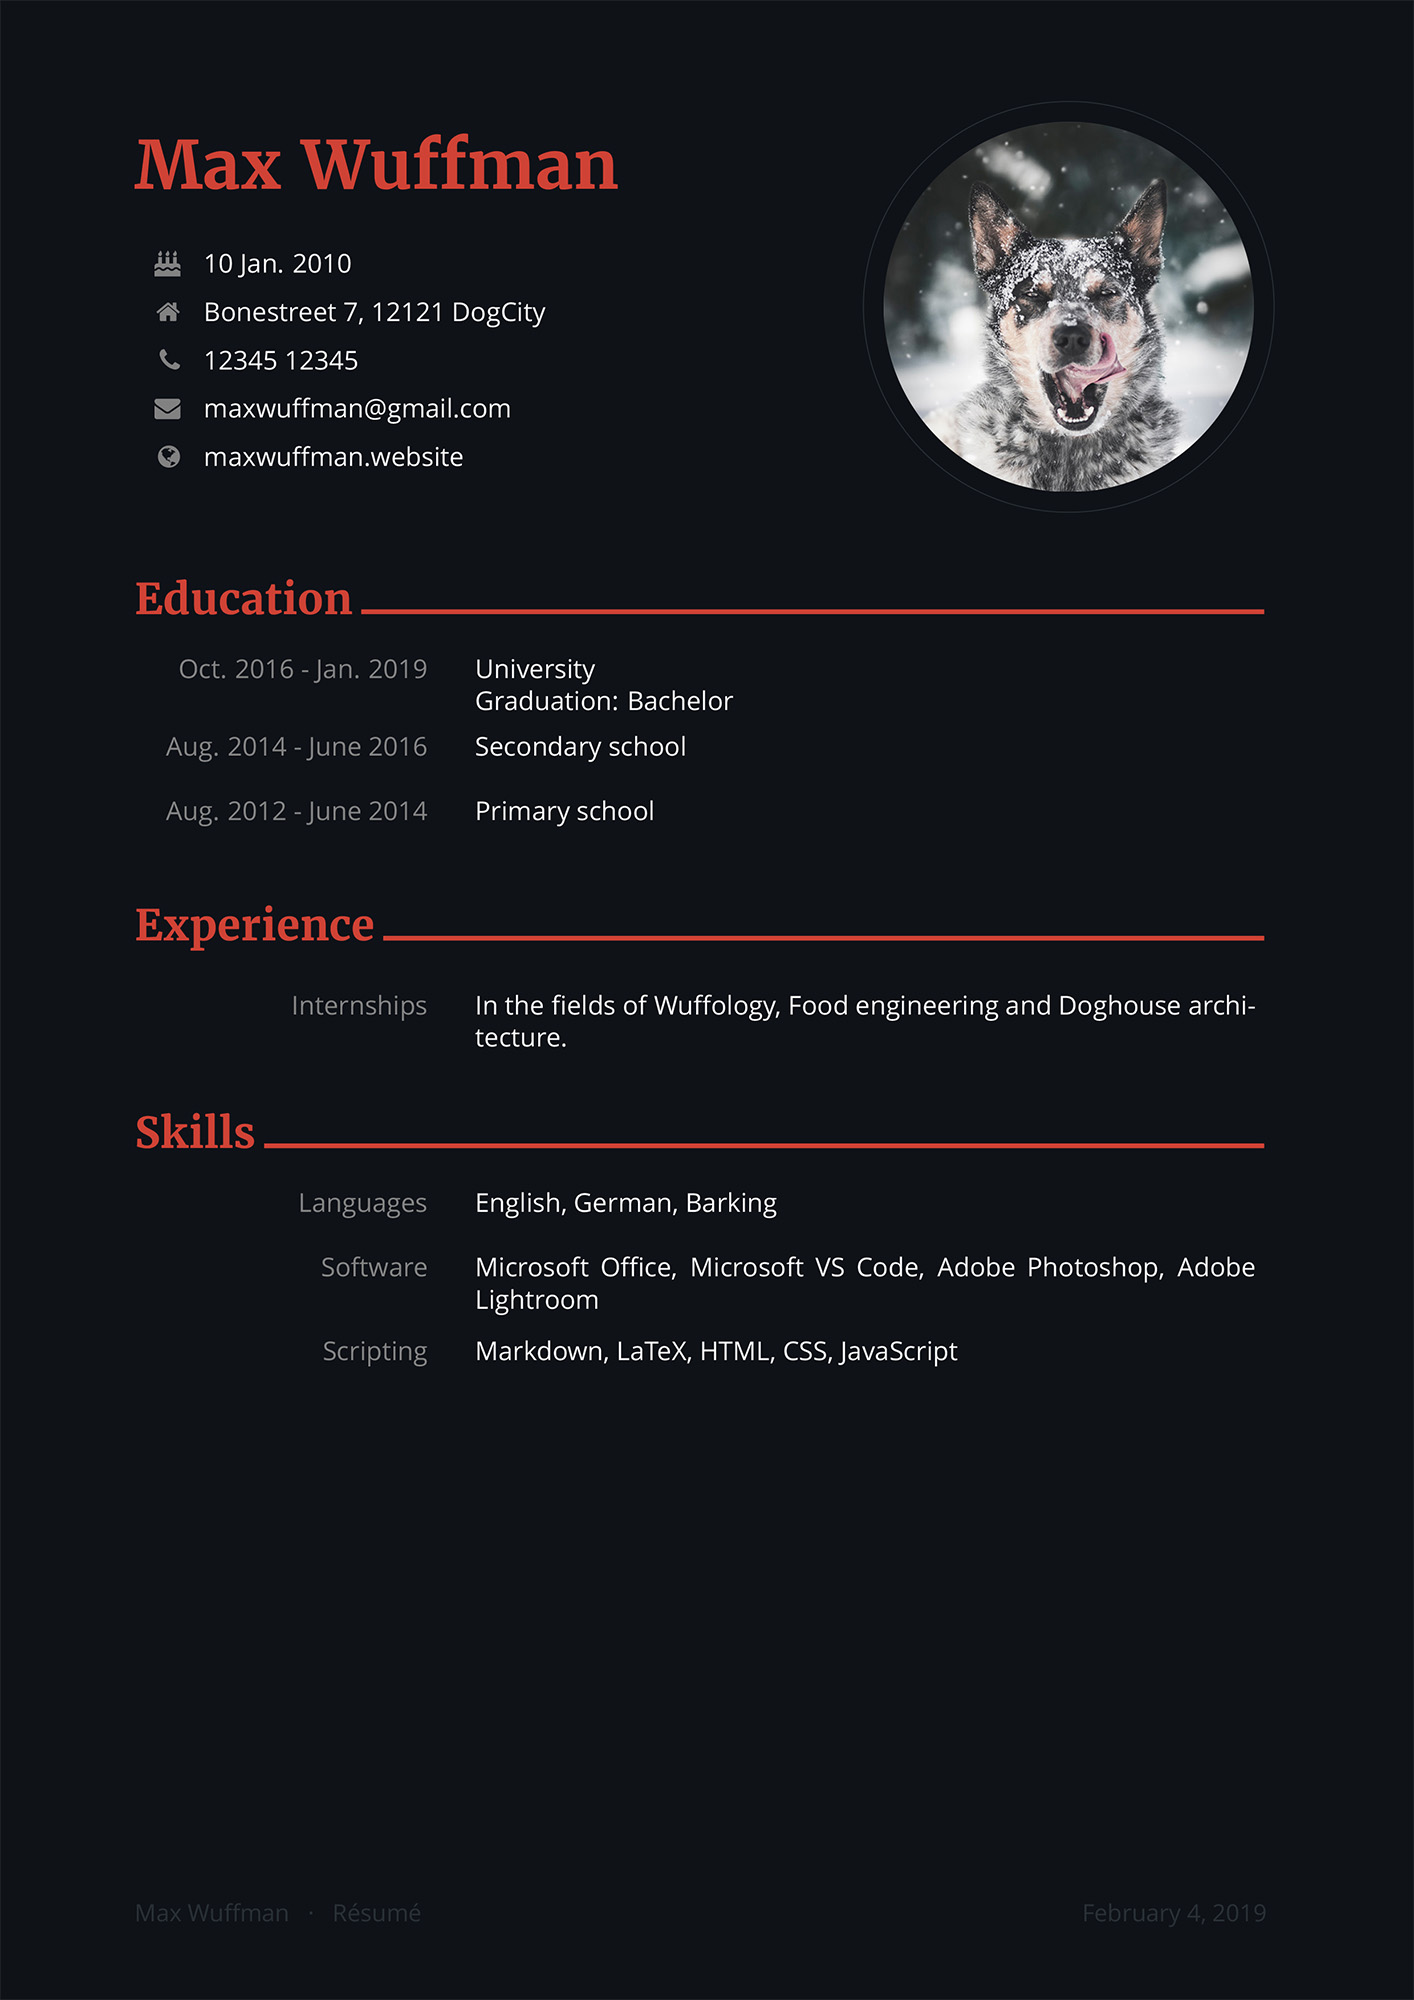 Max Wuffman
10 Jan. 2010
Bonestreet 7, 12121 DogCity
12345 12345
maxwuffman@gmail.com
maxwuffman.website
Education
Oct. 2016 - Jan. 2019 University
Graduation: Bachelor
Aug. 2014 - June 2016 Secondary school
Aug. 2012 - June 2014 Primary school
Experience
Internships In the fields of Wuffology, Food engineering and Doghouse archi-
tecture.
Skills
Languages English, German, Barking
Software Microsoft Office, Microsoft VS Code, Adobe Photoshop, Adobe
Lightroom
Scripting Markdown, LaTeX, HTML, CSS, JavaScript
Max Wuffman · Résumé February 4, 2019